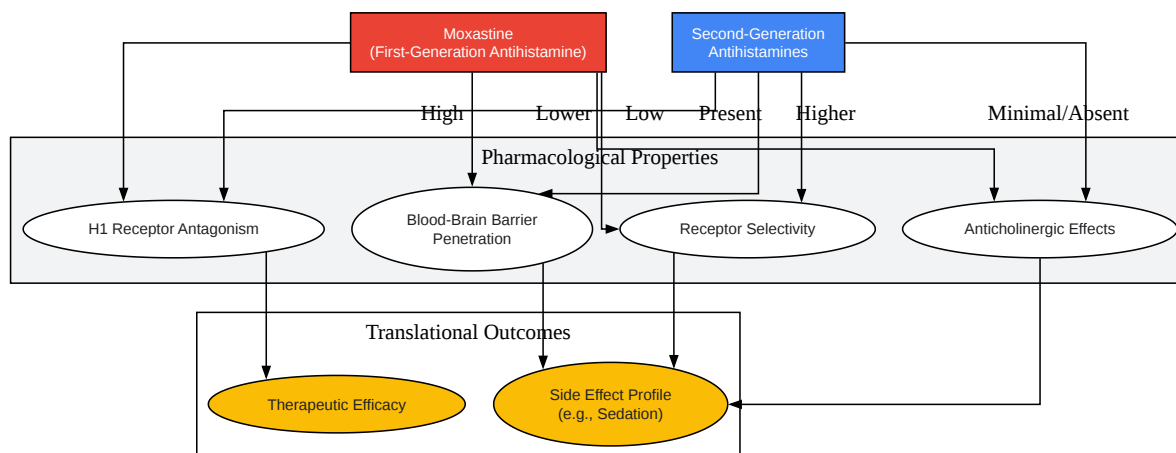 Moxastine
(First-Generation Antihistamine)
Second-Generation
Antihistamines
High
Lower
Low
Present
Higher
Minimal/Absent
Pharmacological Properties
H1 Receptor Antagonism
Blood-Brain Barrier
Penetration
Receptor Selectivity
Anticholinergic Effects
Translational Outcomes
Therapeutic Efficacy
Side Effect Profile
(e.g., Sedation)